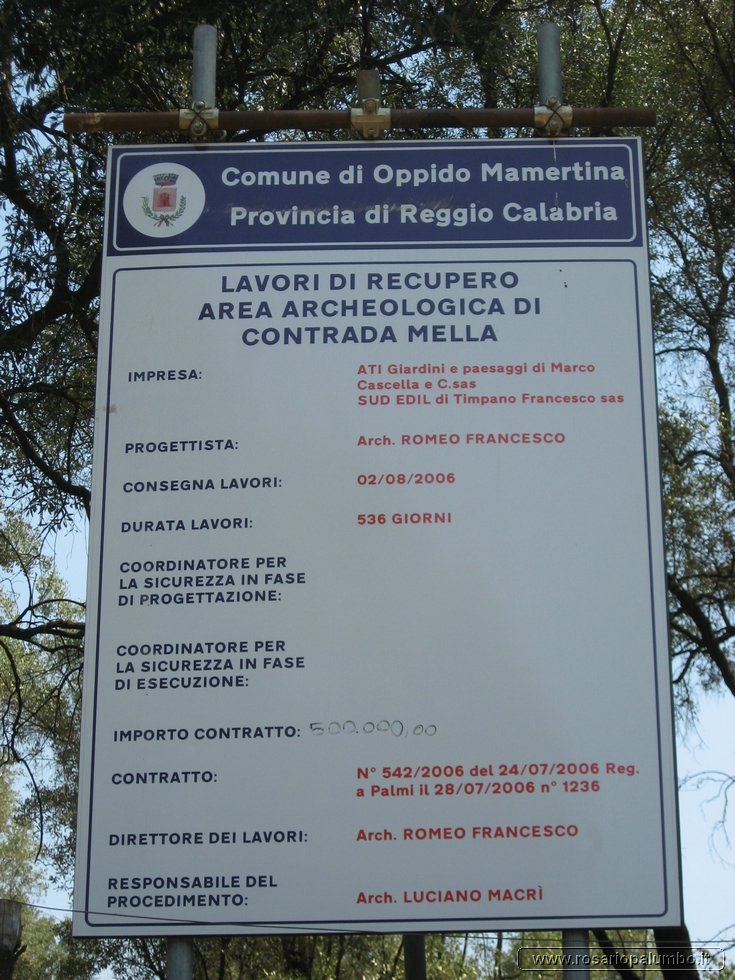 Comune di Oppido Mamertina
Provincia di Reggio Calabria
LAVORI DI RECUPERO
AREA ARCHEOLOGICA DI
CONTRADA MELLA
IMPRESA: ATI Giardini e paesaggi di Marco
Cascella e C.sas
SUD EDIL di Timpano Francesco sas
PROGETTISTA: Arch. ROMEO FRANCESCO
CONSEGNA LAVORI: 02/08/2006
DURATA LAVORI: 536 GIORNI
COORDINATORE PER
LA SICUREZZA IN FASE
DI PROGETTAZIONE:
COORDINATORE PER
LA SICUREZZA IN FASE
DI ESECUZIONE:
IMPORTO CONTRATTO: 500.000,00
CONTRATTO: N° 542/2006 del 24/07/2006 Reg.
a Palmi il 28/07/2006 n° 1236
DIRETTORE DEI LAVORI: Arch. ROMEO FRANCESCO
RESPONSABILE DEL
PROCEDIMENTO: Arch. LUCIANO MACRÌ
www.rosariopalumbo.it